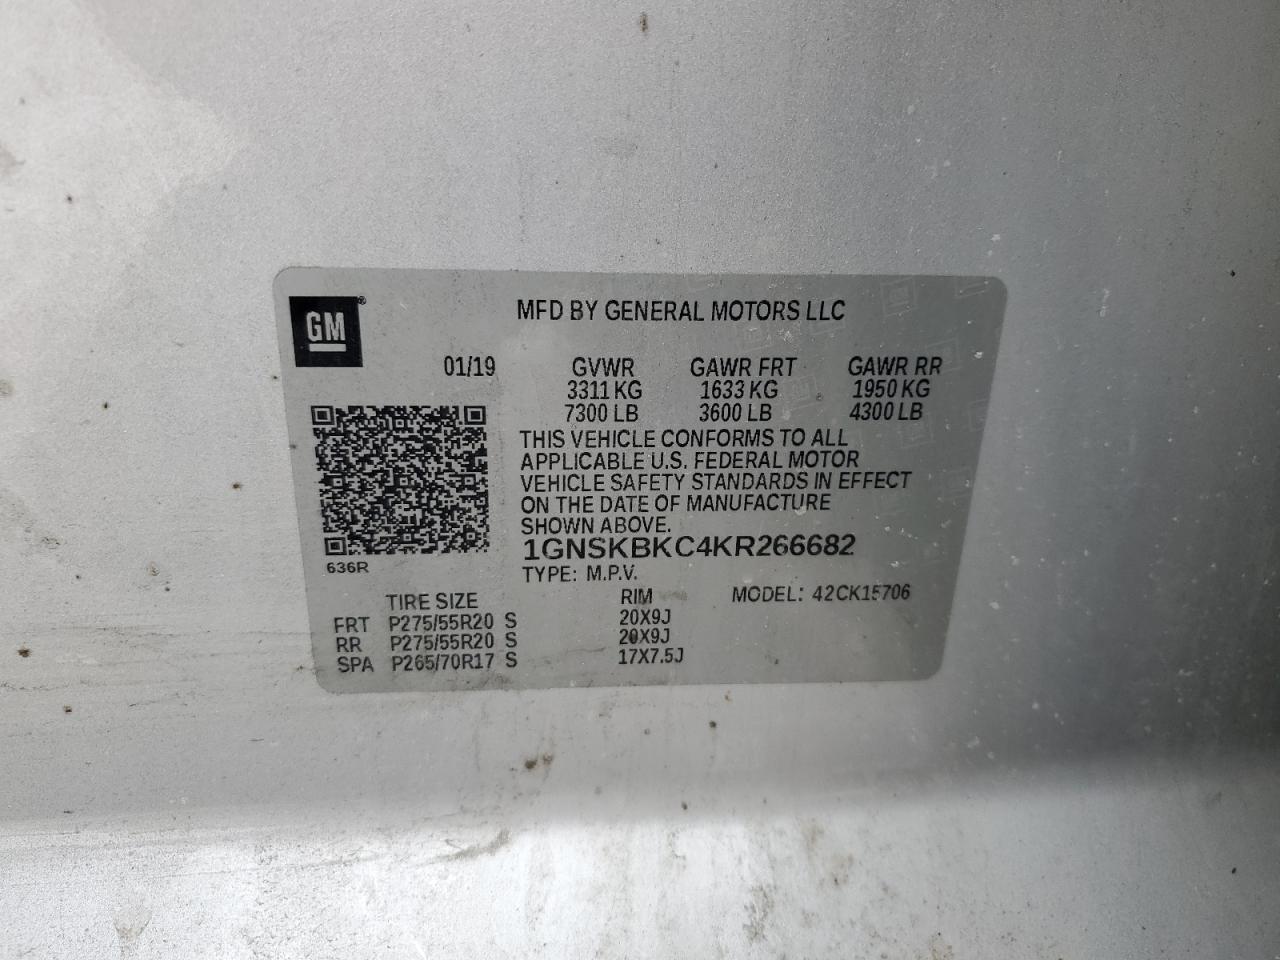 GM®
MFD BY GENERAL MOTORS LLC
01/19 GVWR GAWR FRT GAWR RR
3311 KG 1633 KG 1950 KG
7300 LB 3600 LB 4300 LB
THIS VEHICLE CONFORMS TO ALL
APPLICABLE U.S. FEDERAL MOTOR
VEHICLE SAFETY STANDARDS IN EFFECT
ON THE DATE OF MANUFACTURE
SHOWN ABOVE.
1GNSKBKC4KR266682
636R
TYPE: M.P.V.
TIRE SIZE RIM MODEL: 42CK15706
FRT P275/55R20 S 20X9J
RR P275/55R20 S 20X9J
SPA P265/70R17 S 17X7.5J